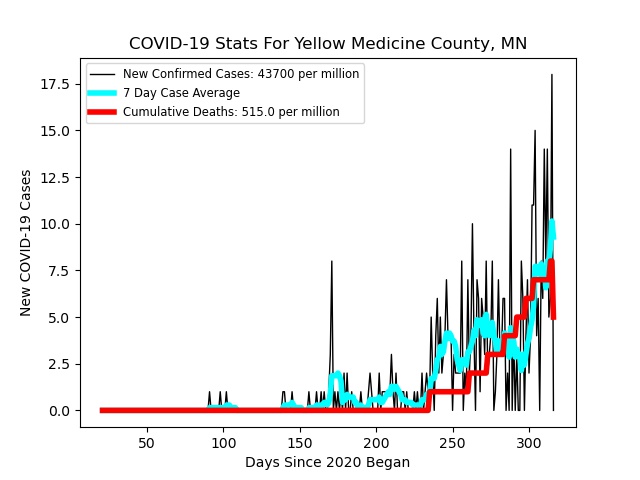 COVID-19 Stats For Yellow Medicine County, MN
New Confirmed Cases: 43700 per million
7 Day Case Average
Cumulative Deaths: 515.0 per million
New COVID-19 Cases
17.5
15.0
12.5
10.0
7.5
5.0
2.5
0.0
50 100 150 200 250 300
Days Since 2020 Began